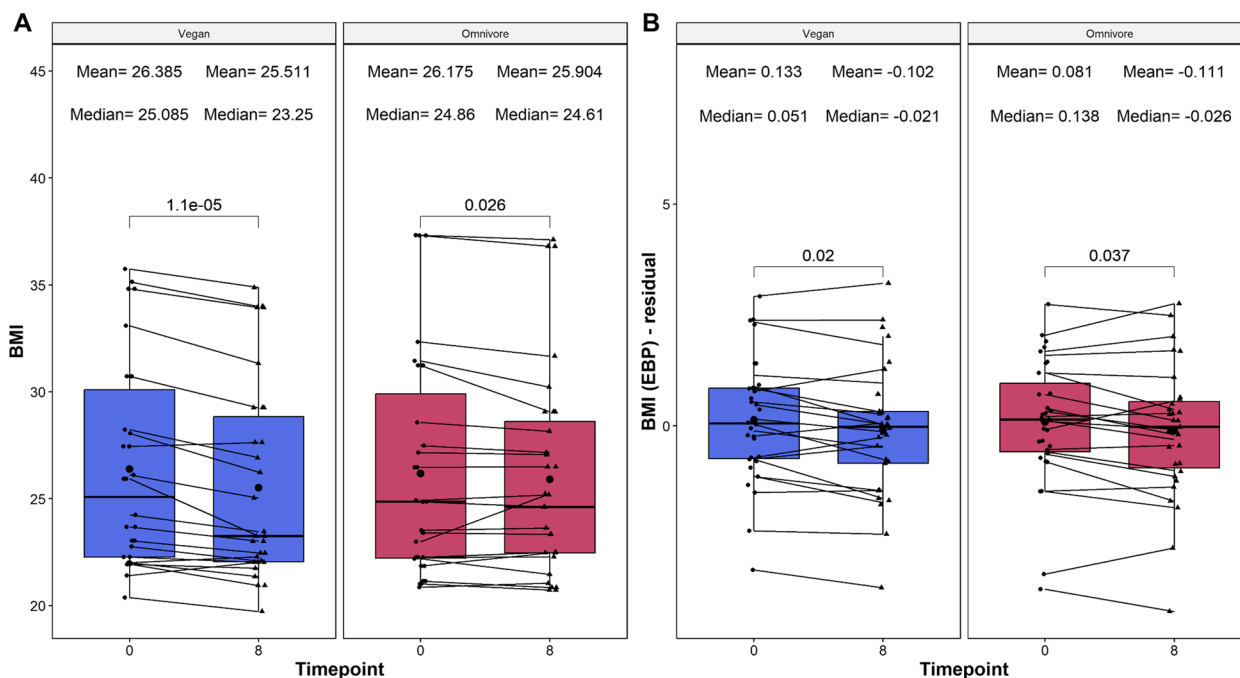 A
Vegan
Omnivore
Mean= 26.385 Mean= 25.511
Median= 25.085 Median= 23.25
Mean= 26.175 Mean= 25.904
Median= 24.86 Median= 24.61
1.1e-05
0.026
45
40
35
30
25
20
BMI
0 8
0 8
Timepoint
B
Vegan
Omnivore
Mean= 0.133 Mean= -0.102
Median= 0.051 Median= -0.021
Mean= 0.081 Mean= -0.111
Median= 0.138 Median= -0.026
0.02
0.037
5
0
BMI (EBP) - residual
0 8
0 8
Timepoint